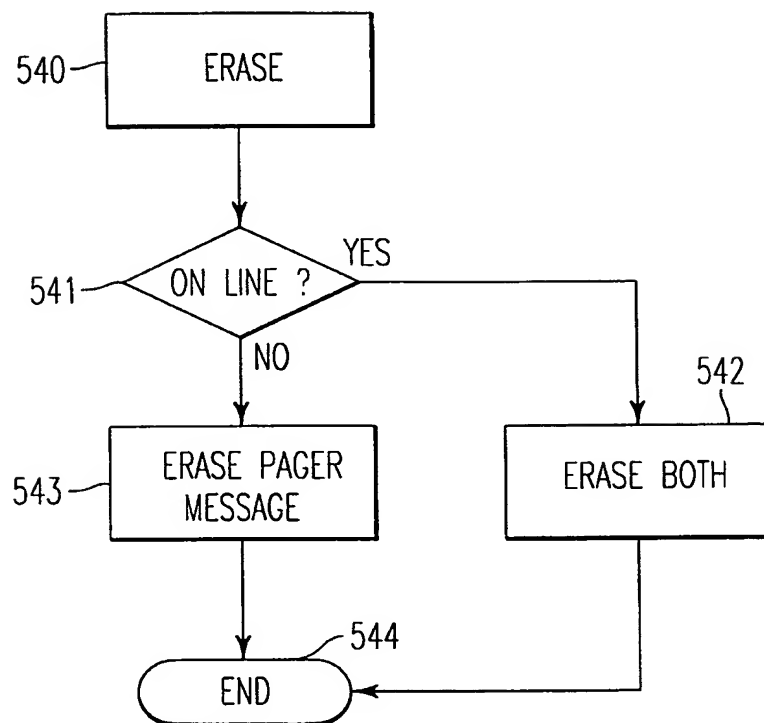 540
ERASE
541
ON LINE ?
YES
NO
542
543
ERASE PAGER
MESSAGE
ERASE BOTH
544
END